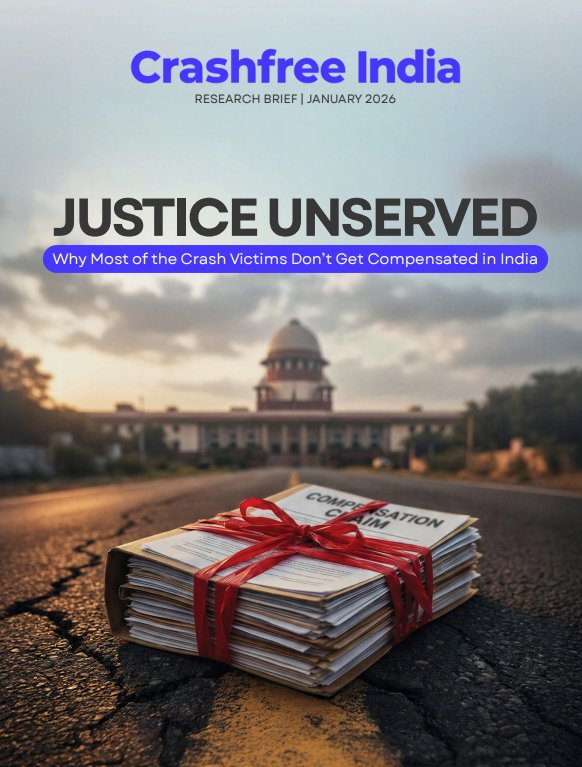 Crashfree India
RESEARCH BRIEF | JANUARY 2026
JUSTICE UNSERVED
Why Most of the Crash Victims Don't Get Compensated in India
COMPENSATION
CLAIM